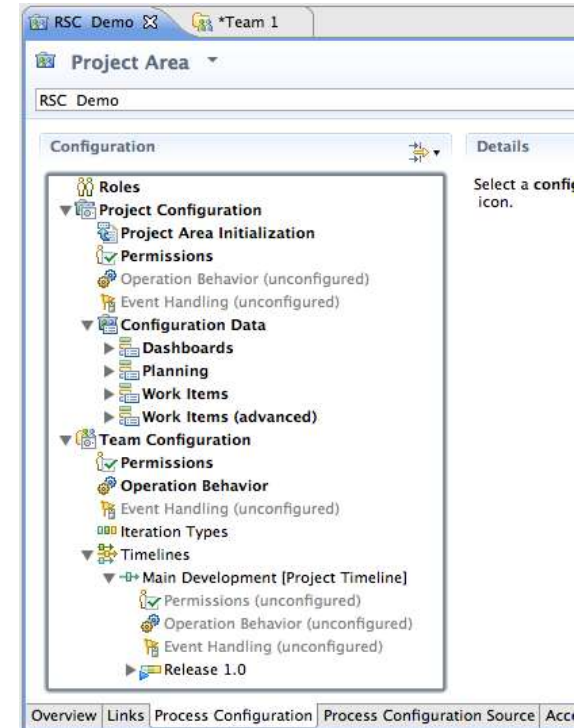 RSC Demo *Team 1
Project Area
RSC Demo
Configuration Details
Roles Select a
Project Configuration icon.
Project Area Initialization
Permissions
Operation Behavior (unconfigured)
Event Handling (unconfigured)
Configuration Data
Dashboards
Planning
Work Items
Work Items (advanced)
Team Configuration
Permissions
Operation Behavior
Event Handling (unconfigured)
Iteration Types
Timelines
Main Development [Project Timeline]
Permissions (unconfigured)
Operation Behavior (unconfigured)
Event Handling (unconfigured)
Release 1.0
Overview Links Process Configuration Process Configuration Source